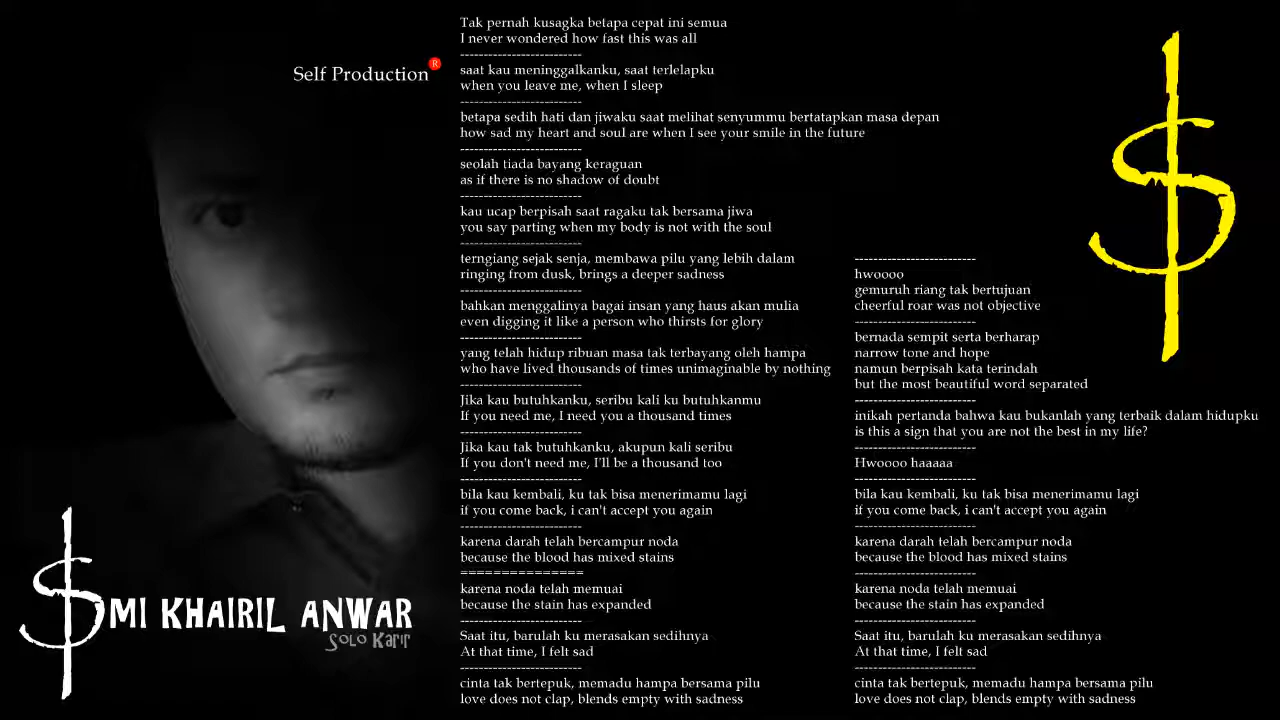 Self Production ®
$MI KHAIRIL ANWAR
Solo Karir
Tak pernah kusagka betapa cepat ini semua
I never wondered how fast this was all
--------------------------
saat kau meninggalkanku, saat terlelapku
when you leave me, when I sleep
--------------------------
betapa sedih hati dan jiwaku saat melihat senyummu bertatapkan masa depan
how sad my heart and soul are when I see your smile in the future
--------------------------
seolah tiada bayang keraguan
as if there is no shadow of doubt
--------------------------
kau ucap berpisah saat ragaku tak bersama jiwa
you say parting when my body is not with the soul
--------------------------
terngiang sejak senja, membawa pilu yang lebih dalam
ringing from dusk, brings a deeper sadness
--------------------------
bahkan menggalinya bagai insan yang haus akan mulia
even digging it like a person who thirsts for glory
--------------------------
yang telah hidup ribuan masa tak terbayang oleh hampa
who have lived thousands of times unimaginable by nothing
--------------------------
Jika kau butuhkanku, seribu kali ku butuhkanmu
If you need me, I need you a thousand times
--------------------------
Jika kau tak butuhkanku, akupun kali seribu
If you don't need me, I'll be a thousand too
--------------------------
bila kau kembali, ku tak bisa menerimamu lagi
if you come back, i can't accept you again
--------------------------
karena darah telah bercampur noda
because the blood has mixed stains
===============
karena noda telah memuai
because the stain has expanded
--------------------------
Saat itu, barulah ku merasakan sedihnya
At that time, I felt sad
--------------------------
cinta tak bertepuk, memadu hampa bersama pilu
love does not clap, blends empty with sadness
--------------------------
hwoooo
gemuruh riang tak bertujuan
cheerful roar was not objective
--------------------------
bernada sempit serta berharap
narrow tone and hope
namun berpisah kata terindah
but the most beautiful word separated
--------------------------
inikah pertanda bahwa kau bukanlah yang terbaik dalam hidupku
is this a sign that you are not the best in my life?
--------------------------
Hwoooo haaaaa
--------------------------
bila kau kembali, ku tak bisa menerimamu lagi
if you come back, i can't accept you again
--------------------------
karena darah telah bercampur noda
because the blood has mixed stains
--------------------------
karena noda telah memuai
because the stain has expanded
--------------------------
Saat itu, barulah ku merasakan sedihnya
At that time, I felt sad
--------------------------
cinta tak bertepuk, memadu hampa bersama pilu
love does not clap, blends empty with sadness
$